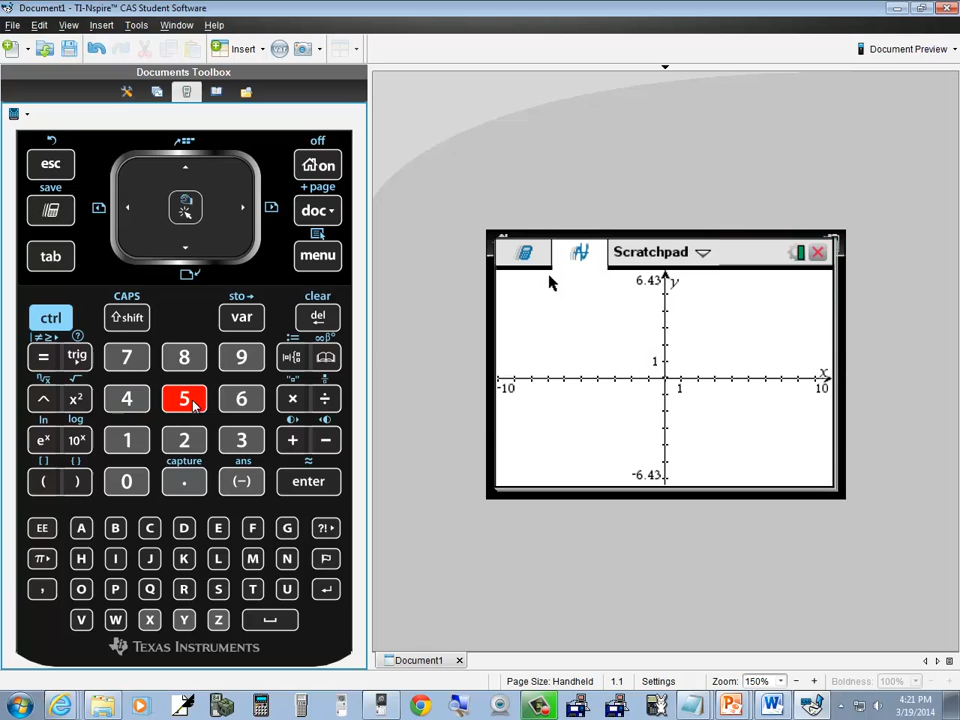 Document1 - TI-Nspire™ CAS Student Software
File Edit View Insert Tools Window Help
Insert
Document Preview
Documents Toolbox
off
esc
on
save
+ page
doc
tab
menu
CAPS
sto→
clear
ctrl
shift
var
del
|≠≥▸ ? := ∞β°
= trig 7 8 9
ⁿ√x √
^ x² 4 5 6 × ÷
ln log
eˣ 10ˣ 1 2 3 + −
[ ] { } capture ans ≈
( ) 0 . (−) enter
EE A B C D E F G ?!▸
π▸ H I J K L M N
, O P Q R S T U
V W X Y Z
TEXAS INSTRUMENTS
Scratchpad
6.43 y
1
x
-10 1 10
-6.43
Document1
Page Size: Handheld 1.1 Settings Zoom: 150% Boldness: 100%
4:21 PM
3/19/2014